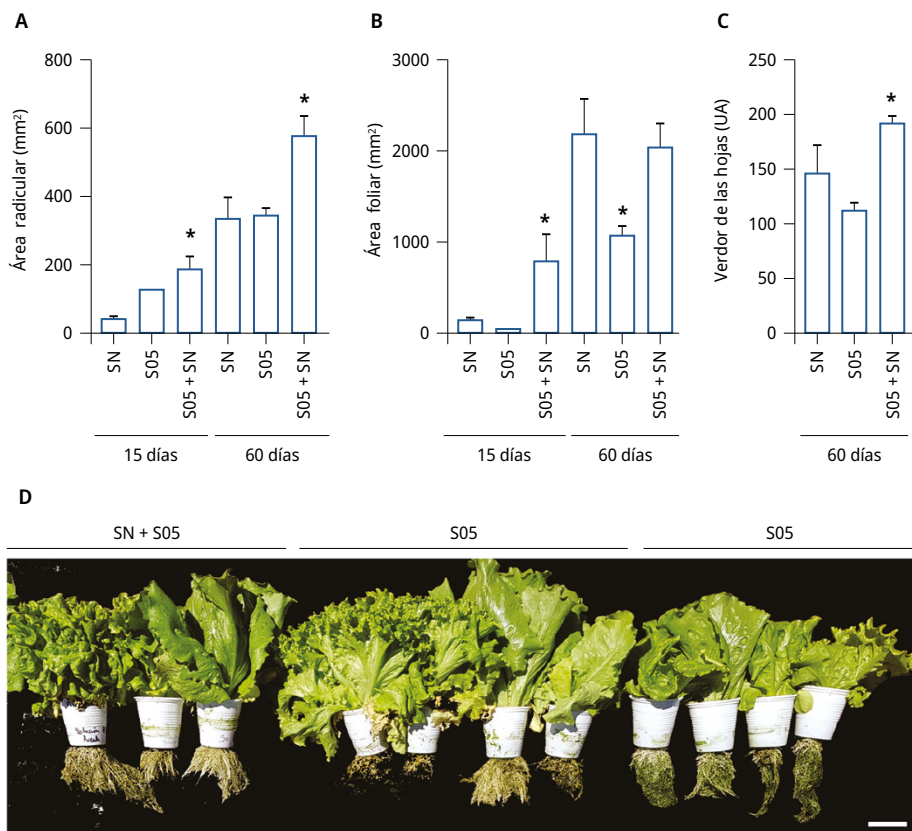 A
Área radicular (mm²)
800
600
400
200
0
*
*
SN
S05
S05 + SN
SN
S05
S05 + SN
15 días
60 días
B
Área foliar (mm²)
3000
2000
1000
0
*
*
SN
S05
S05 + SN
SN
S05
S05 + SN
15 días
60 días
C
Verdor de las hojas (UA)
250
200
150
100
50
0
*
SN
S05
S05 + SN
60 días
D
SN + S05
S05
S05